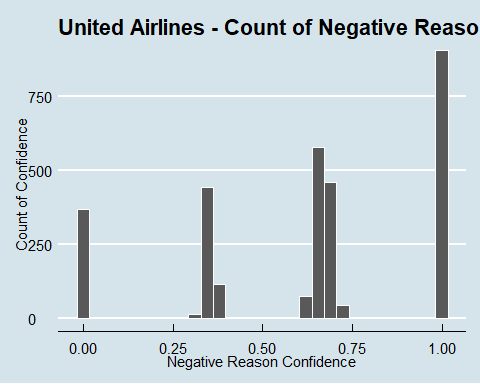 United Airlines - Count of Negative Reaso
Count of Confidence
750
500
250
0
0.00 0.25 0.50 0.75 1.00
Negative Reason Confidence